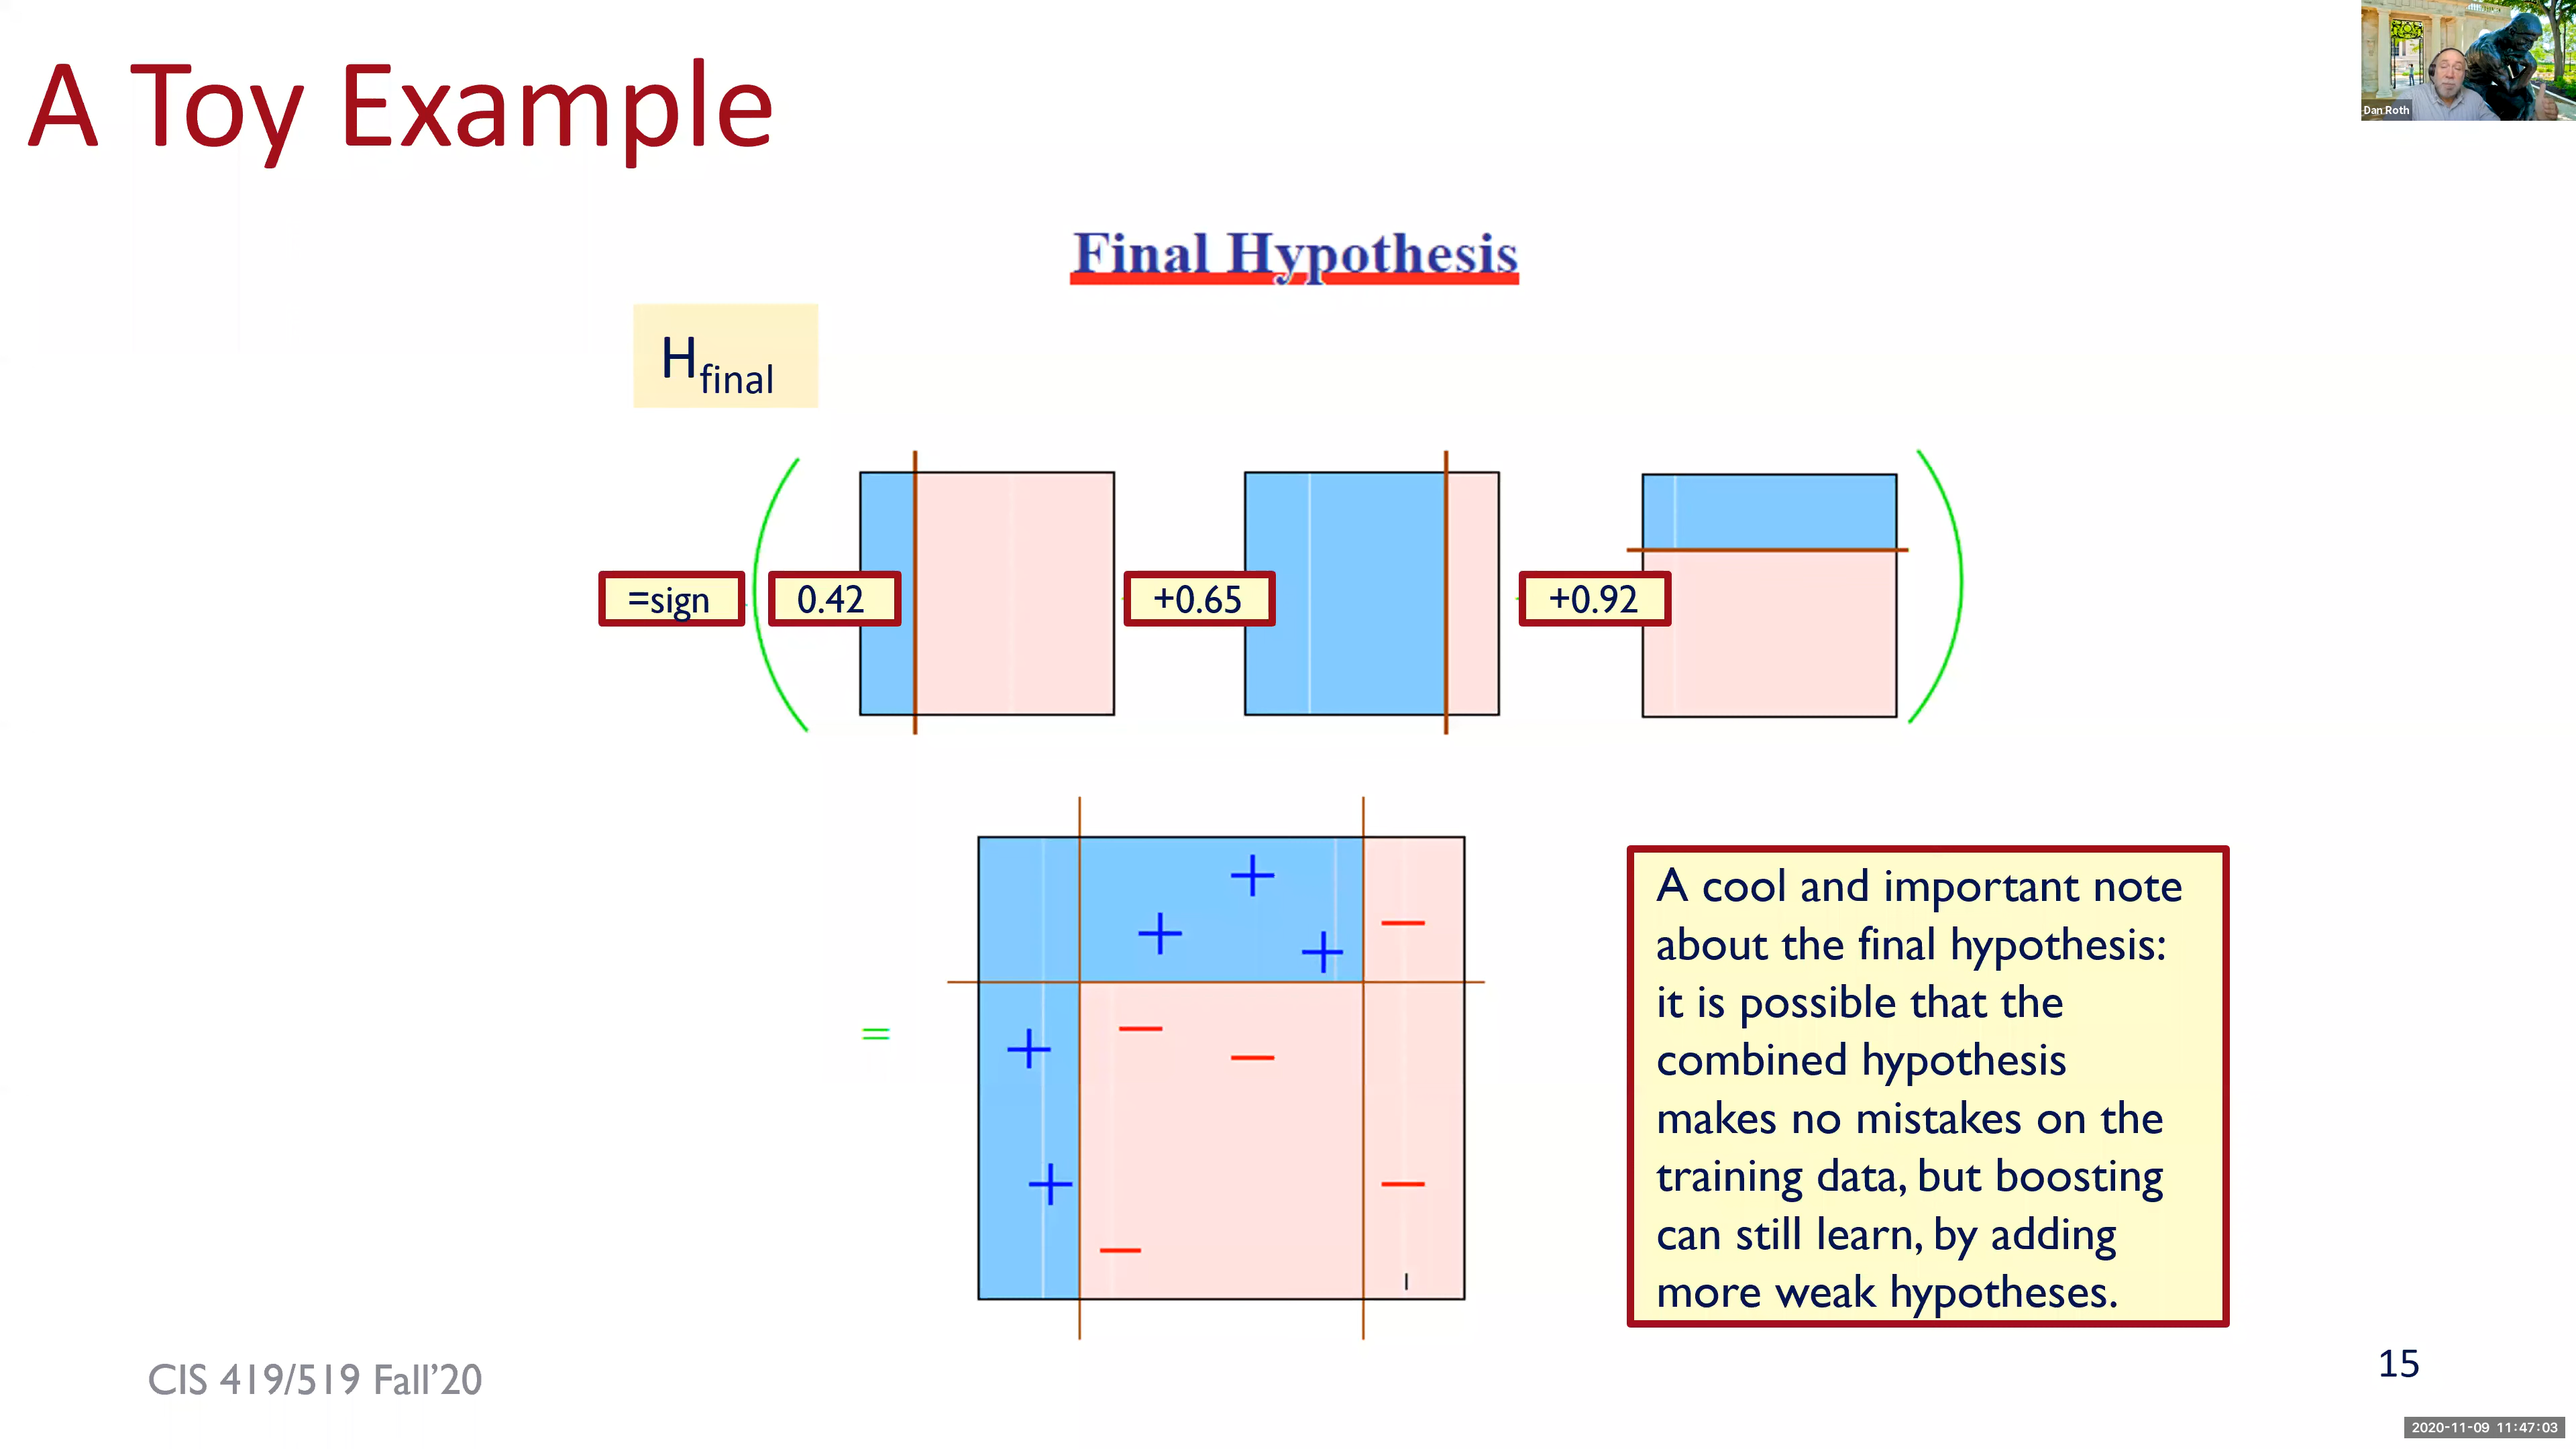 A Toy Example
Dan Roth
Final Hypothesis
Hfinal
=sign
0.42
+0.65
+0.92
=
A cool and important note
about the final hypothesis:
it is possible that the
combined hypothesis
makes no mistakes on the
training data, but boosting
can still learn, by adding
more weak hypotheses.
CIS 419/519 Fall’20
15
2020-11-09 11:47:03